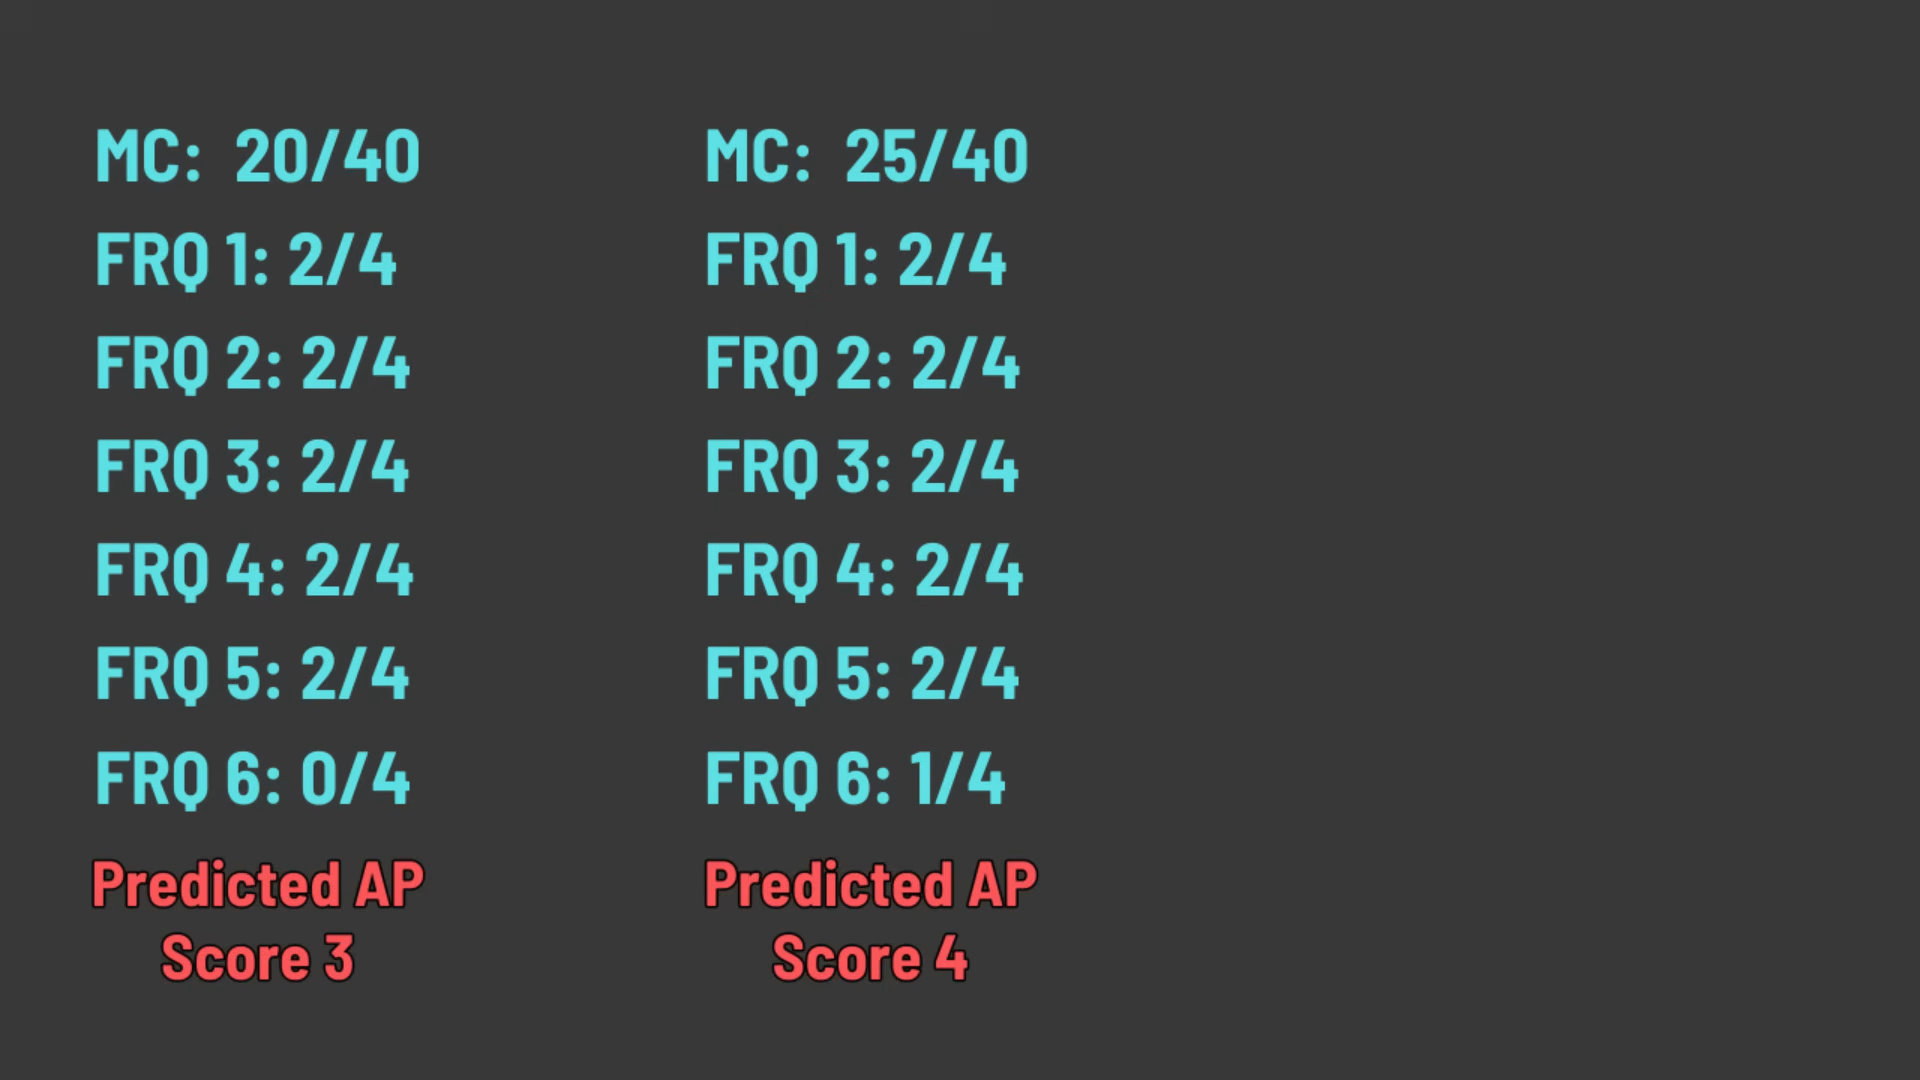 MC: 20/40
FRQ 1: 2/4
FRQ 2: 2/4
FRQ 3: 2/4
FRQ 4: 2/4
FRQ 5: 2/4
FRQ 6: 0/4
Predicted AP
Score 3
MC: 25/40
FRQ 1: 2/4
FRQ 2: 2/4
FRQ 3: 2/4
FRQ 4: 2/4
FRQ 5: 2/4
FRQ 6: 1/4
Predicted AP
Score 4